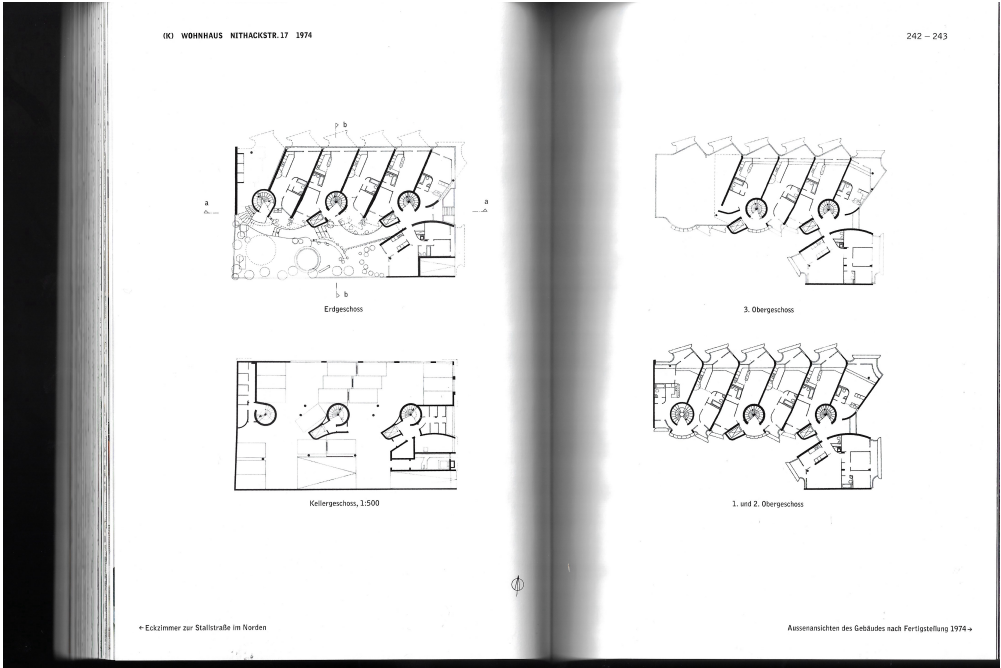 (K) WOHNHAUS NITHACKSTR.17 1974
242 – 243
b
a
a
b
Erdgeschoss
3. Obergeschoss
Kellergeschoss, 1:500
1. und 2. Obergeschoss
←Eckzimmer zur Stallstraße im Norden
Aussenansichten des Gebäudes nach Fertigstellung 1974→